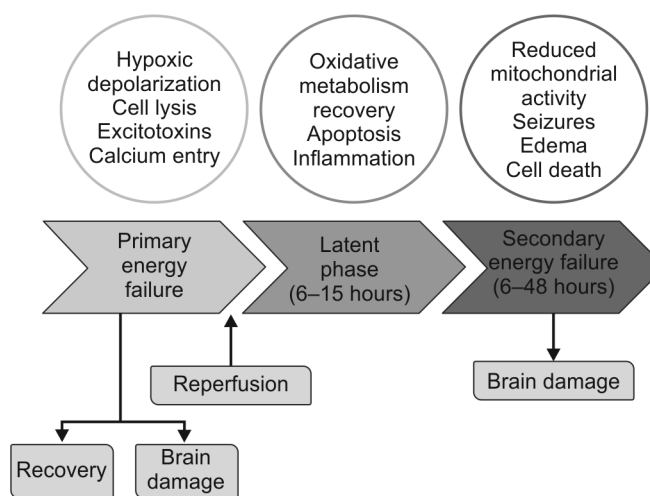 Hypoxic
depolarization
Cell lysis
Excitotoxins
Calcium entry
Oxidative
metabolism
recovery
Apoptosis
Inflammation
Reduced
mitochondrial
activity
Seizures
Edema
Cell death
Primary
energy
failure
Latent
phase
(6–15 hours)
Secondary
energy failure
(6–48 hours)
Reperfusion
Brain damage
Recovery
Brain
damage